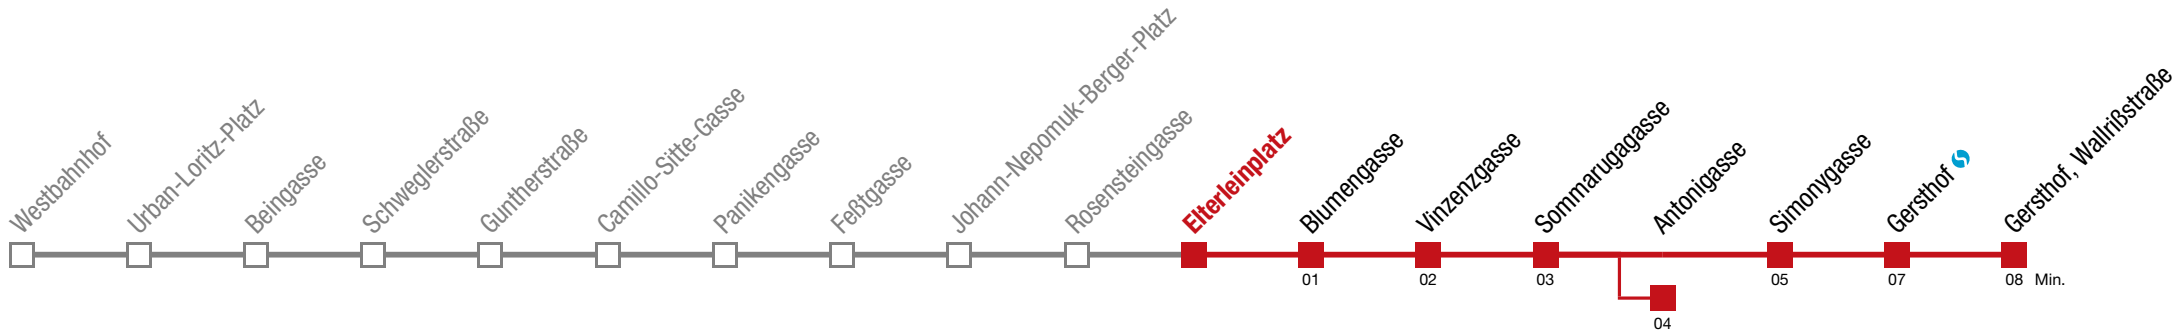 Westbahnhof
Urban-Loritz-Platz
Beingasse
Schweglerstraße
Guntherstraße
Camillo-Sitte-Gasse
Panikengasse
Feßtgasse
Johann-Nepomuk-Berger-Platz
Rosensteingasse
Elterleinplatz
Blumengasse
Vinzenzgasse
Sommarugagasse
Antonigasse
Simonygasse
Gersthof
Gersthof, Wallrißstraße
01
02
03
05
07
08 Min.
04